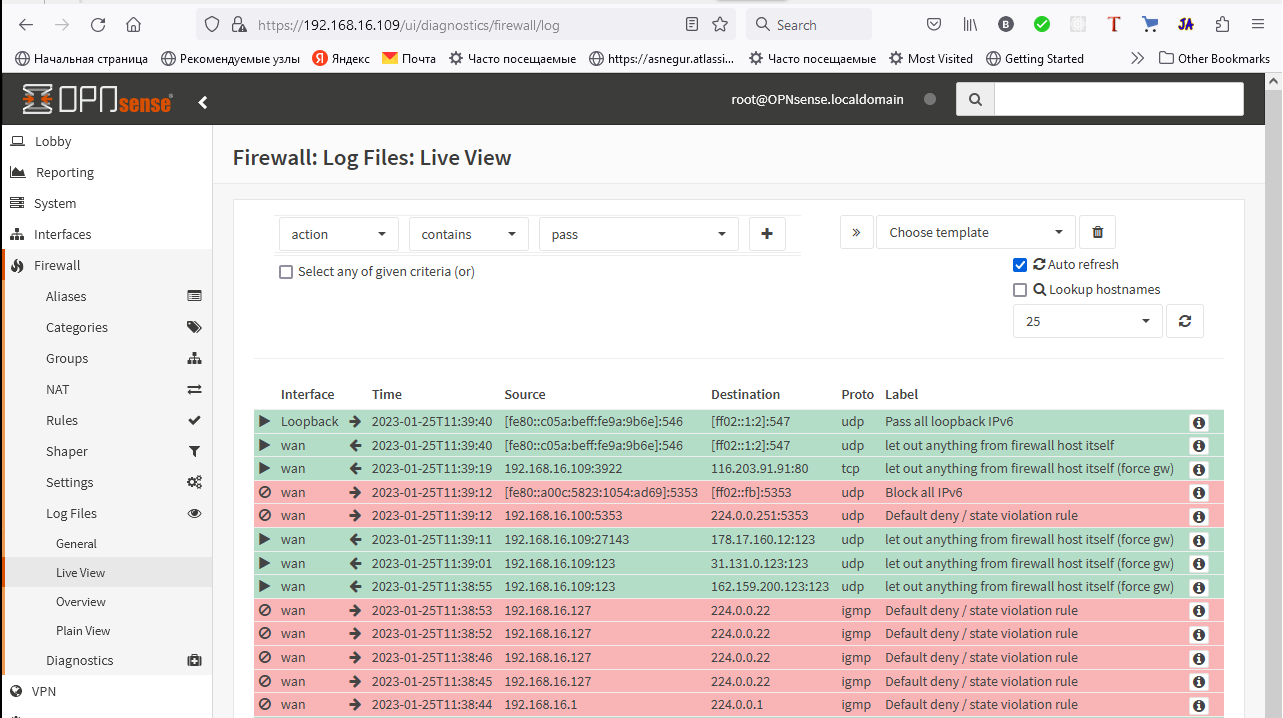 https://192.168.16.109/ui/diagnostics/firewall/log
Search
B
T
JA
Начальная страница Рекомендуемые узлы Яндекс Почта Часто посещаемые https://asnegur.atlassi... Часто посещаемые Most Visited Getting Started Other Bookmarks
OPNsense root@OPNsense.localdomain
Lobby
Reporting
System
Interfaces
Firewall
Aliases
Categories
Groups
NAT
Rules
Shaper
Settings
Log Files
General
Live View
Overview
Plain View
Diagnostics
VPN
Firewall: Log Files: Live View
action contains pass Choose template
Select any of given criteria (or)
Auto refresh
Lookup hostnames
25
Interface Time Source Destination Proto Label
Loopback 2023-01-25T11:39:40 [fe80::c05a:beff:fe9a:9b6e]:546 [ff02::1:2]:547 udp Pass all loopback IPv6
wan 2023-01-25T11:39:40 [fe80::c05a:beff:fe9a:9b6e]:546 [ff02::1:2]:547 udp let out anything from firewall host itself
wan 2023-01-25T11:39:19 192.168.16.109:3922 116.203.91.91:80 tcp let out anything from firewall host itself (force gw)
wan 2023-01-25T11:39:12 [fe80::a00c:5823:1054:ad69]:5353 [ff02::fb]:5353 udp Block all IPv6
wan 2023-01-25T11:39:12 192.168.16.100:5353 224.0.0.251:5353 udp Default deny / state violation rule
wan 2023-01-25T11:39:11 192.168.16.109:27143 178.17.160.12:123 udp let out anything from firewall host itself (force gw)
wan 2023-01-25T11:39:01 192.168.16.109:123 31.131.0.123:123 udp let out anything from firewall host itself (force gw)
wan 2023-01-25T11:38:55 192.168.16.109:123 162.159.200.123:123 udp let out anything from firewall host itself (force gw)
wan 2023-01-25T11:38:53 192.168.16.127 224.0.0.22 igmp Default deny / state violation rule
wan 2023-01-25T11:38:52 192.168.16.127 224.0.0.22 igmp Default deny / state violation rule
wan 2023-01-25T11:38:46 192.168.16.127 224.0.0.22 igmp Default deny / state violation rule
wan 2023-01-25T11:38:45 192.168.16.127 224.0.0.22 igmp Default deny / state violation rule
wan 2023-01-25T11:38:44 192.168.16.1 224.0.0.1 igmp Default deny / state violation rule